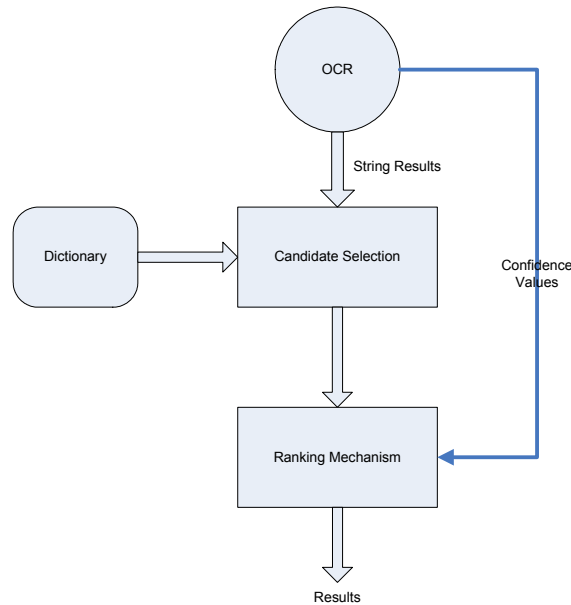 OCR
String Results
Dictionary
Candidate Selection
Confidence
Values
Ranking Mechanism
Results